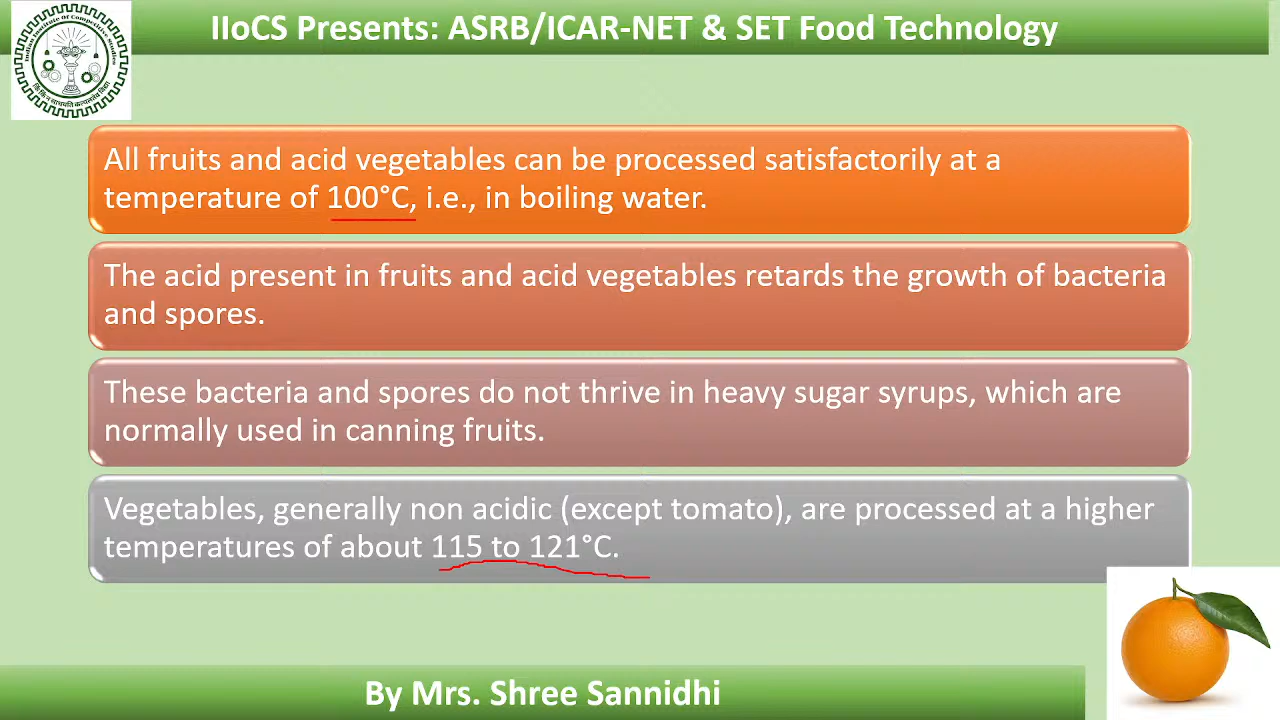 IIoCS Presents: ASRB/ICAR-NET & SET Food Technology
All fruits and acid vegetables can be processed satisfactorily at a
temperature of 100°C, i.e., in boiling water.
The acid present in fruits and acid vegetables retards the growth of bacteria
and spores.
These bacteria and spores do not thrive in heavy sugar syrups, which are
normally used in canning fruits.
Vegetables, generally non acidic (except tomato), are processed at a higher
temperatures of about 115 to 121°C.
By Mrs. Shree Sannidhi